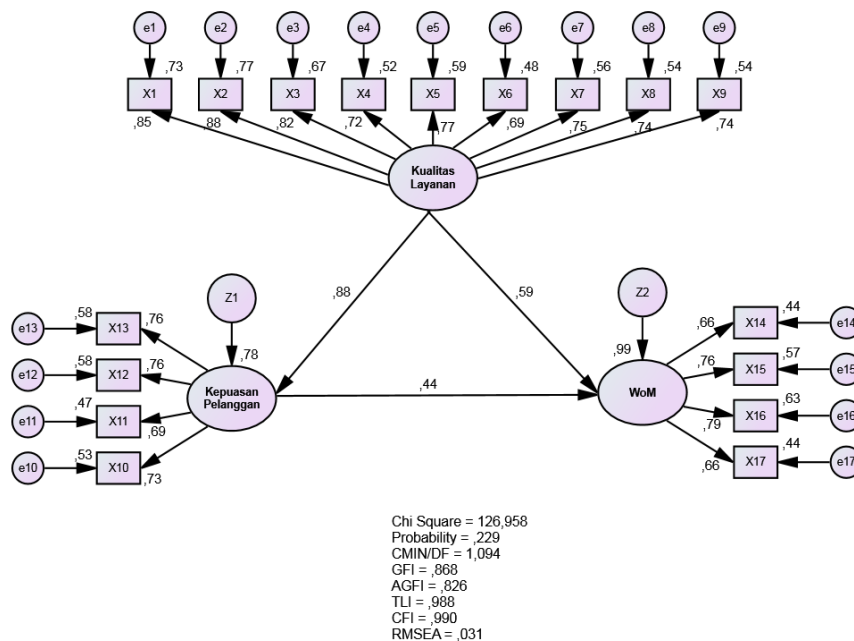 e1 e2 e3 e4 e5 e6 e7 e8 e9
,73 ,77 ,67 ,52 ,59 ,48 ,56 ,54 ,54
X1 X2 X3 X4 X5 X6 X7 X8 X9
,85 ,88 ,82 ,72 ,77 ,69 ,75 ,74 ,74
Kualitas
Layanan
,88
,59
Z1
,78
Z2
,99
e13 ,58 X13 ,76
e12 ,58 X12 ,76
e11 ,47 X11 ,69
e10 ,53 X10 ,73
Kepuasan
Pelanggan
,44
WoM
,66 X14 ,44 e14
,76 X15 ,57 e15
,79 X16 ,63 e16
,66 X17 ,44 e17
Chi Square = 126,958
Probability = ,229
CMIN/DF = 1,094
GFI = ,868
AGFI = ,826
TLI = ,988
CFI = ,990
RMSEA = ,031